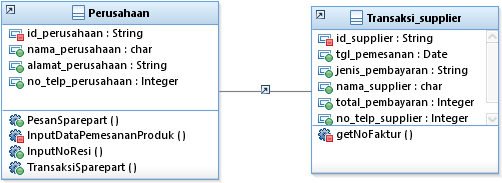 Perusahaan
id_perusahaan : String
nama_perusahaan : char
alamat_perusahaan : String
no_telp_perusahaan : Integer
PesanSparepart ()
InputDataPemesananProduk ()
InputNoResi ()
TransaksiSparepart ()
Transaksi_supplier
id_supplier : String
tgl_pemesanan : Date
jenis_pembayaran : String
nama_supplier : char
total_pembayaran : Integer
no_telp_supplier : Integer
getNoFaktur ()